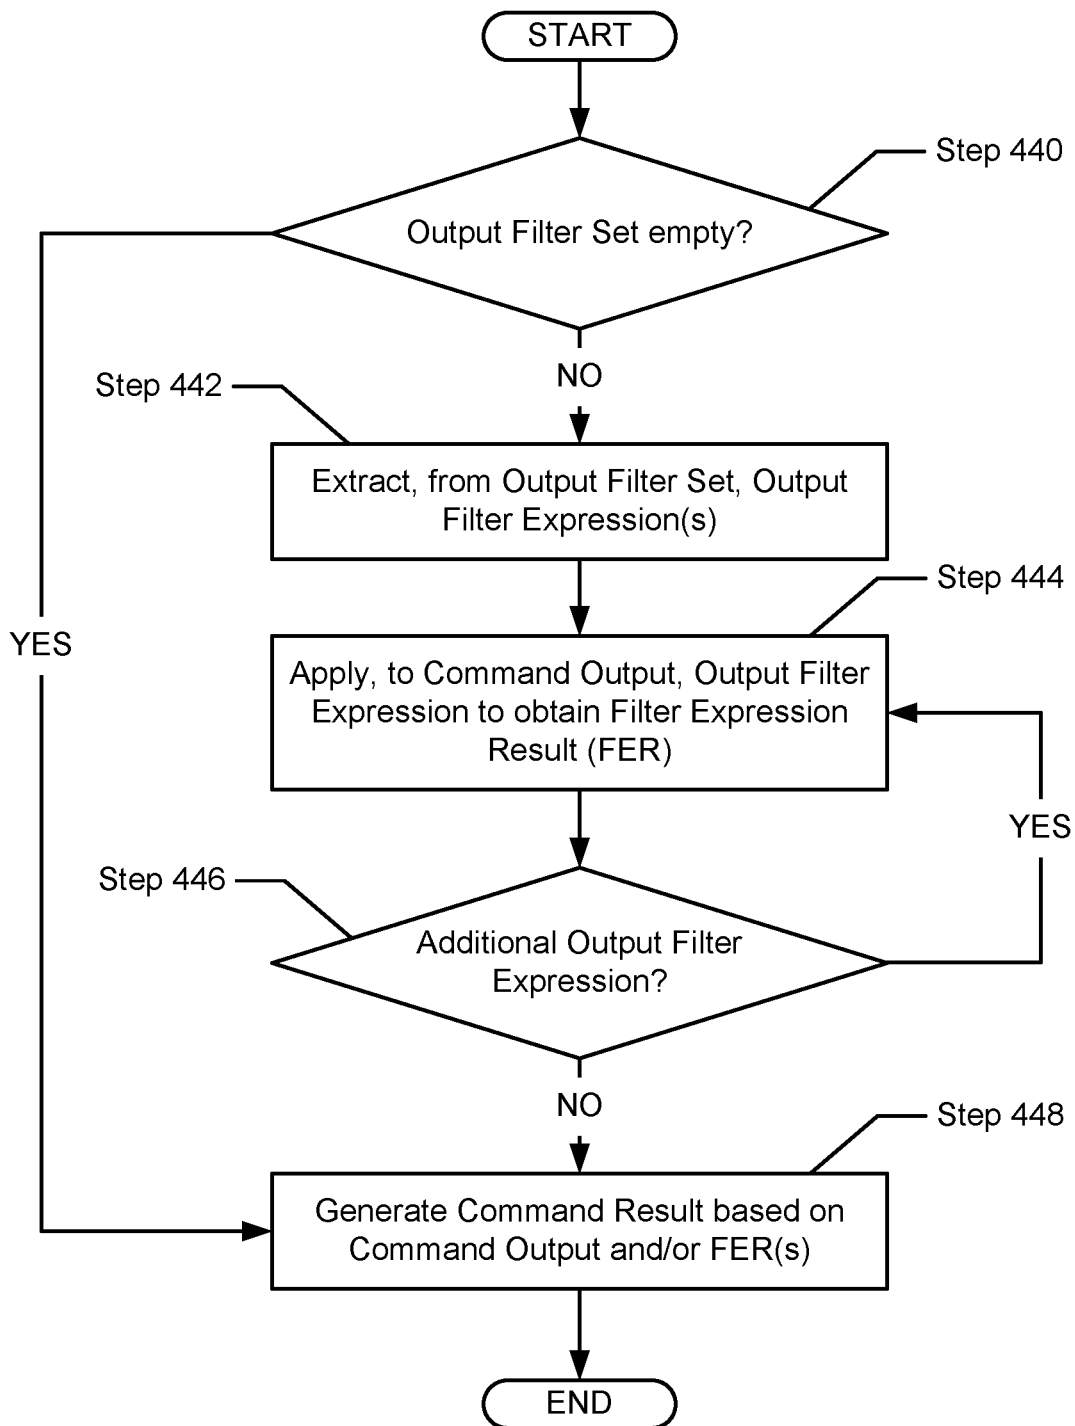 START
Step 440
Output Filter Set empty?
NO
Step 442
Extract, from Output Filter Set, Output
Filter Expression(s)
Step 444
YES
Apply, to Command Output, Output Filter
Expression to obtain Filter Expression
Result (FER)
YES
Step 446
Additional Output Filter
Expression?
NO
Step 448
Generate Command Result based on
Command Output and/or FER(s)
END